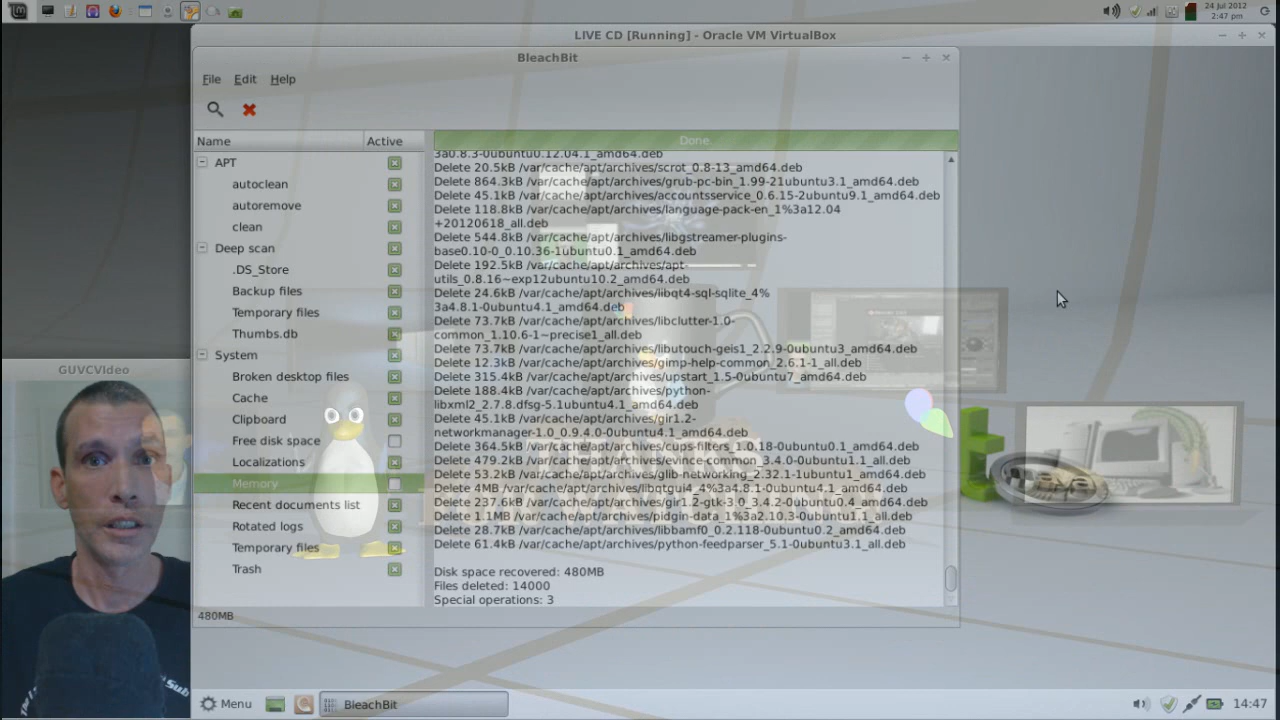 24 Jul 2012
2:47 pm
LIVE CD [Running] - Oracle VM VirtualBox
BleachBit
File Edit Help
Name Active
Done.
APT
autoclean
autoremove
clean
Deep scan
.DS_Store
Backup files
Temporary files
Thumbs.db
System
Broken desktop files
Cache
Clipboard
Free disk space
Localizations
Memory
Recent documents list
Rotated logs
Temporary files
Trash
3a0.8.3-0ubuntu0.12.04.1_amd64.deb
Delete 20.5kB /var/cache/apt/archives/scrot_0.8-13_amd64.deb
Delete 864.3kB /var/cache/apt/archives/grub-pc-bin_1.99-21ubuntu3.1_amd64.deb
Delete 45.1kB /var/cache/apt/archives/accountsservice_0.6.15-2ubuntu9.1_amd64.deb
Delete 118.8kB /var/cache/apt/archives/language-pack-en_1%3a12.04
+20120618_all.deb
Delete 544.8kB /var/cache/apt/archives/libgstreamer-plugins-
base0.10-0_0.10.36-1ubuntu0.1_amd64.deb
Delete 192.5kB /var/cache/apt/archives/apt-
utils_0.8.16~exp12ubuntu10.2_amd64.deb
Delete 24.6kB /var/cache/apt/archives/libqt4-sql-sqlite_4%
3a4.8.1-0ubuntu4.1_amd64.deb
Delete 73.7kB /var/cache/apt/archives/libclutter-1.0-
common_1.10.6-1~precise1_all.deb
Delete 73.7kB /var/cache/apt/archives/libutouch-geis1_2.2.9-0ubuntu3_amd64.deb
Delete 12.3kB /var/cache/apt/archives/gimp-help-common_2.6.1-1_all.deb
Delete 315.4kB /var/cache/apt/archives/upstart_1.5-0ubuntu7_amd64.deb
Delete 188.4kB /var/cache/apt/archives/python-
libxml2_2.7.8.dfsg-5.1ubuntu4.1_amd64.deb
Delete 45.1kB /var/cache/apt/archives/gir1.2-
networkmanager-1.0_0.9.4.0-0ubuntu4.1_amd64.deb
Delete 364.5kB /var/cache/apt/archives/cups-filters_1.0.18-0ubuntu0.1_amd64.deb
Delete 479.2kB /var/cache/apt/archives/evince-common_3.4.0-0ubuntu1.1_all.deb
Delete 53.2kB /var/cache/apt/archives/glib-networking_2.32.1-1ubuntu1_amd64.deb
Delete 4MB /var/cache/apt/archives/libqtgui4_4%3a4.8.1-0ubuntu4.1_amd64.deb
Delete 237.6kB /var/cache/apt/archives/gir1.2-gtk-3.0_3.4.2-0ubuntu0.4_amd64.deb
Delete 1.1MB /var/cache/apt/archives/pidgin-data_1%3a2.10.3-0ubuntu1.1_all.deb
Delete 28.7kB /var/cache/apt/archives/libbamf0_0.2.118-0ubuntu0.2_amd64.deb
Delete 61.4kB /var/cache/apt/archives/python-feedparser_5.1-0ubuntu3.1_all.deb
Disk space recovered: 480MB
Files deleted: 14000
Special operations: 3
480MB
GUVCVideo
Menu
BleachBit
14:47